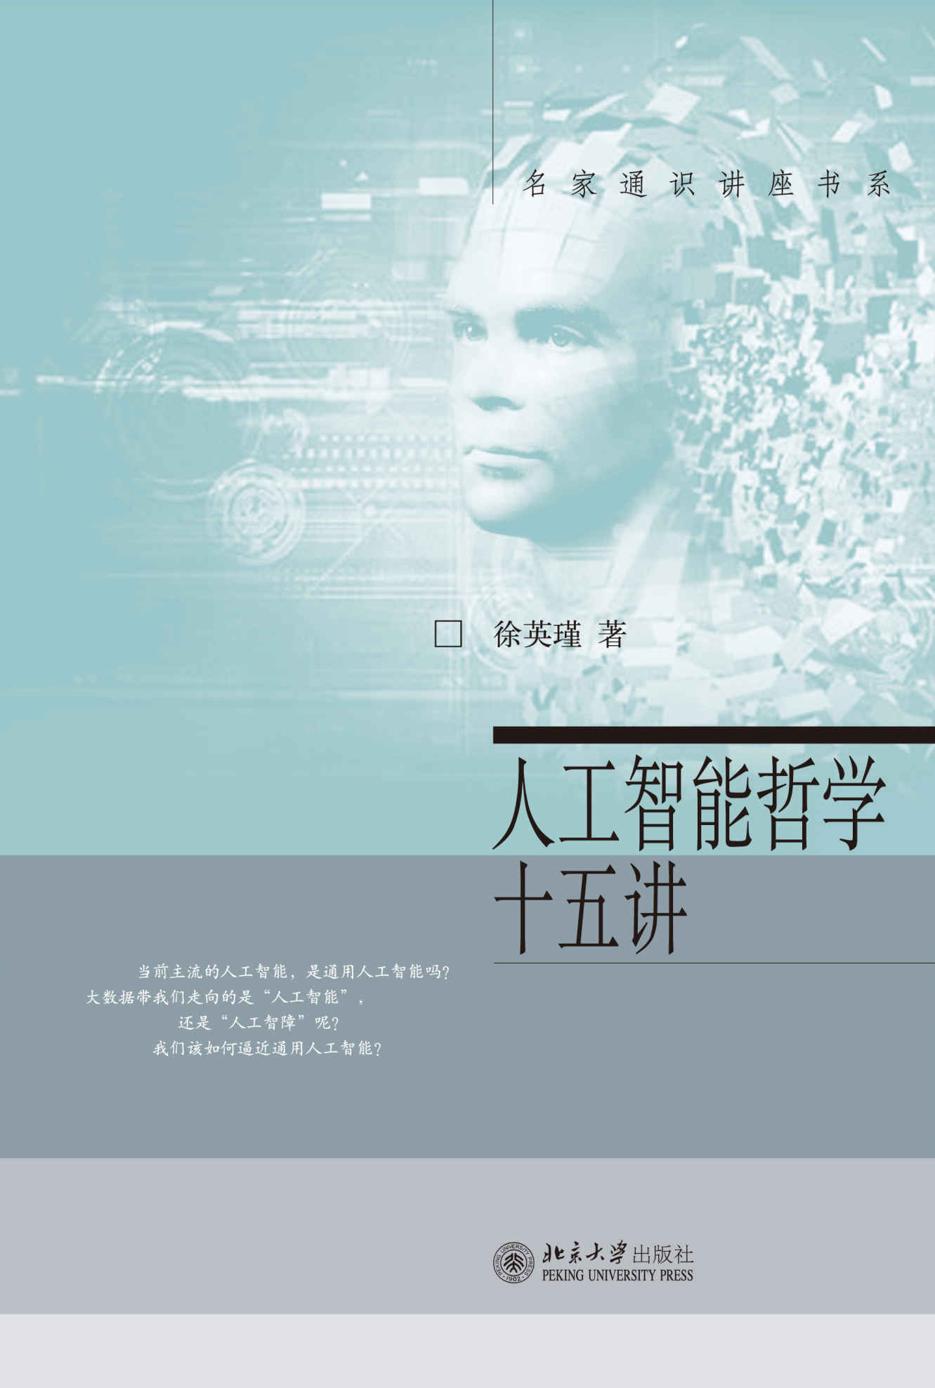 名家通识讲座书系
□ 徐英瑾 著
人工智能哲学
十五讲
当前主流的人工智能，是通用人工智能吗？
大数据带我们走向的是“人工智能”，
还是“人工智障”呢？
我们该如何逼近通用人工智能？
北京大学出版社
PEKING UNIVERSITY PRESS